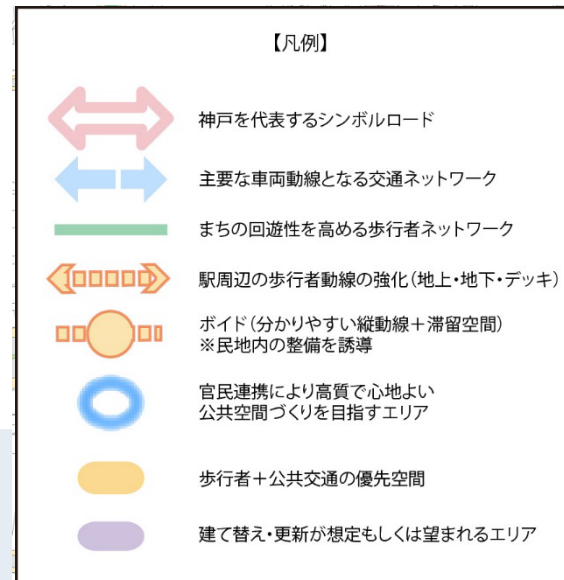 【凡例】
神戸を代表するシンボルロード
主要な車両動線となる交通ネットワーク
まちの回遊性を高める歩行者ネットワーク
駅周辺の歩行者動線の強化（地上・地下・デッキ）
ボイド（分かりやすい縦動線＋滞留空間）
※民地内の整備を誘導
官民連携により高質で心地よい
公共空間づくりを目指すエリア
歩行者＋公共交通の優先空間
建て替え・更新が想定もしくは望まれるエリア